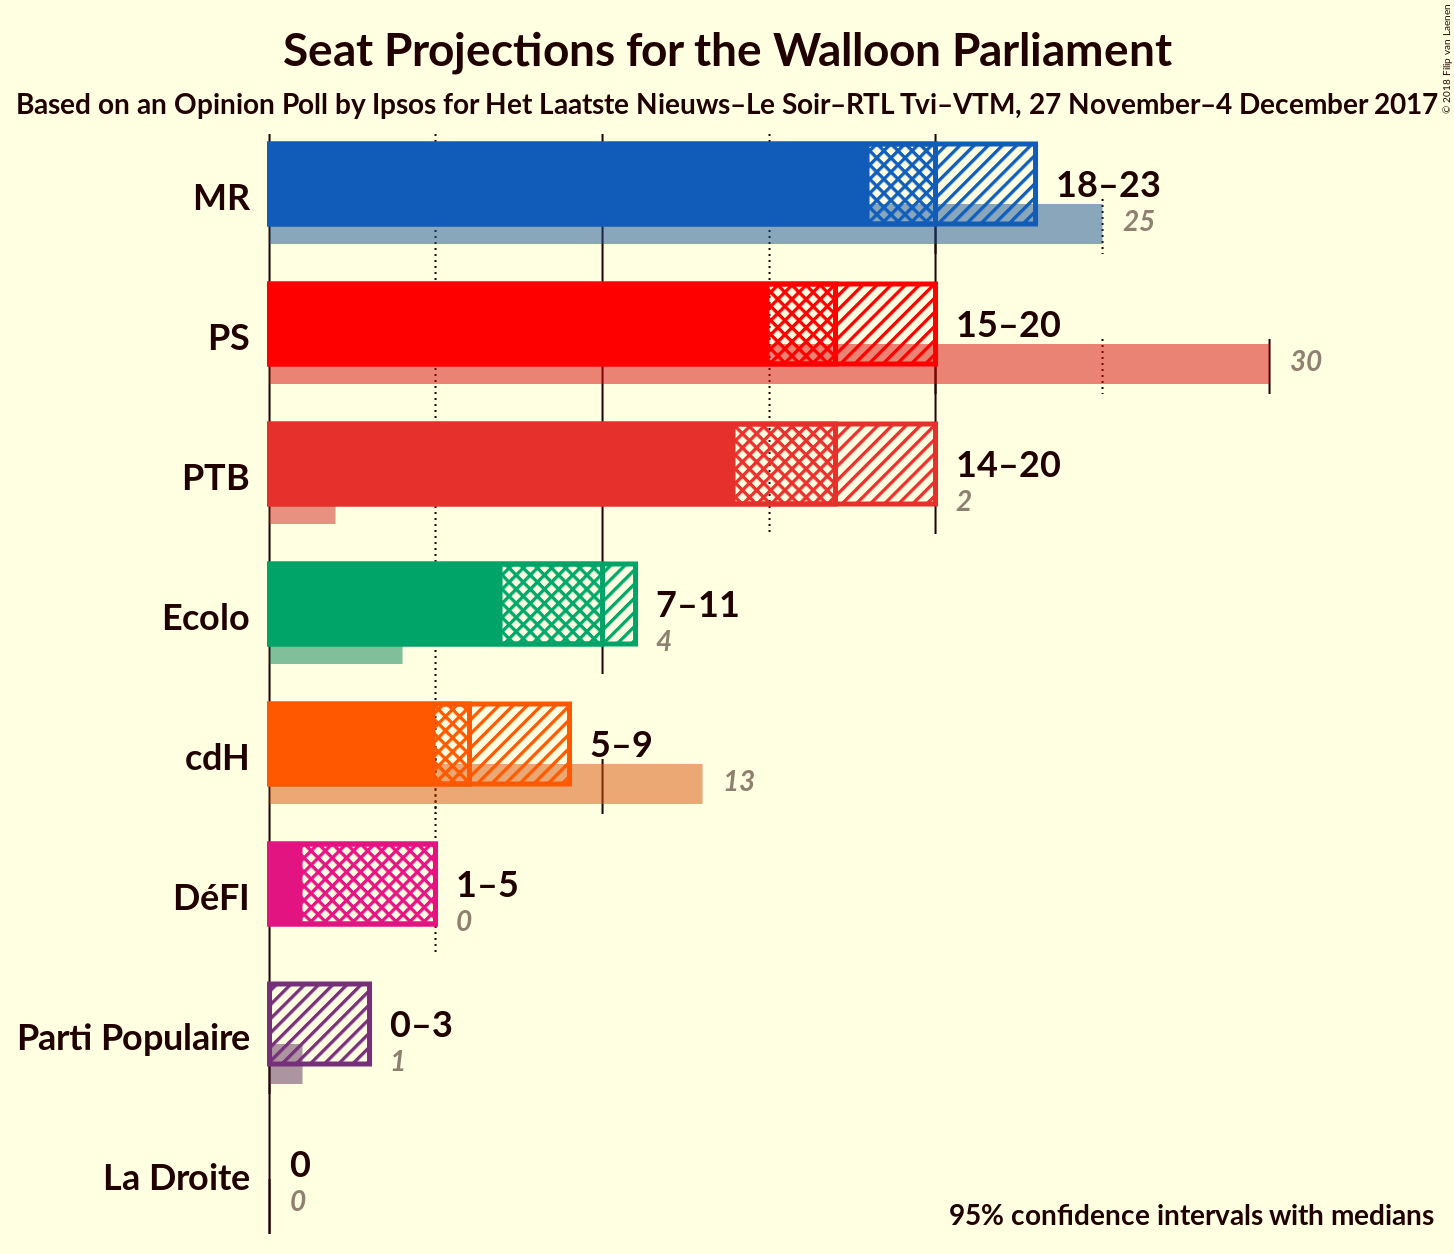 Seat Projections for the Walloon Parliament
Based on an Opinion Poll by Ipsos for Het Laatste Nieuws–Le Soir–RTL Tvi–VTM, 27 November–4 December 2017
© 2018 Filip van Laenen
MR
18–23
25
PS
15–20
30
PTB
14–20
2
Ecolo
7–11
4
cdH
5–9
13
DéFI
1–5
0
Parti Populaire
0–3
1
La Droite
0
0
95% confidence intervals with medians